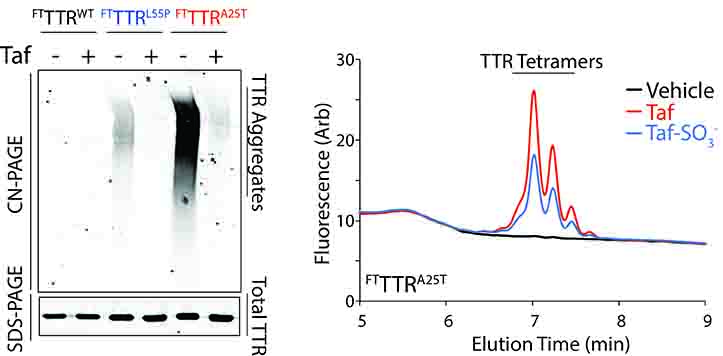 FTTTRWT FTTTRL55P FTTTRA25T
Taf - + - + - +
CN-PAGE
TTR Aggregates
SDS-PAGE
Total TTR
TTR Tetramers
Vehicle
Taf
Taf-SO3-
Fluorescence (Arb)
30
20
10
0
FTTTRA25T
5 6 7 8 9
Elution Time (min)